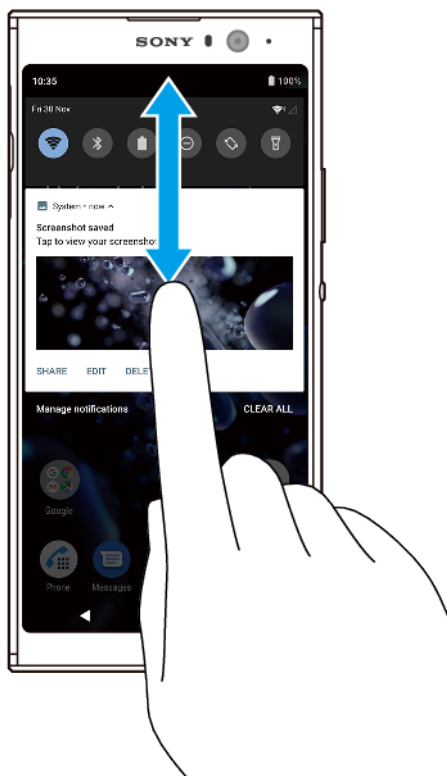 SONY
10:35 100%
Fri 30 Nov
System • now
Screenshot saved
Tap to view your screenshot
SHARE EDIT
Manage notifications CLEAR ALL
Google
Phone Messages